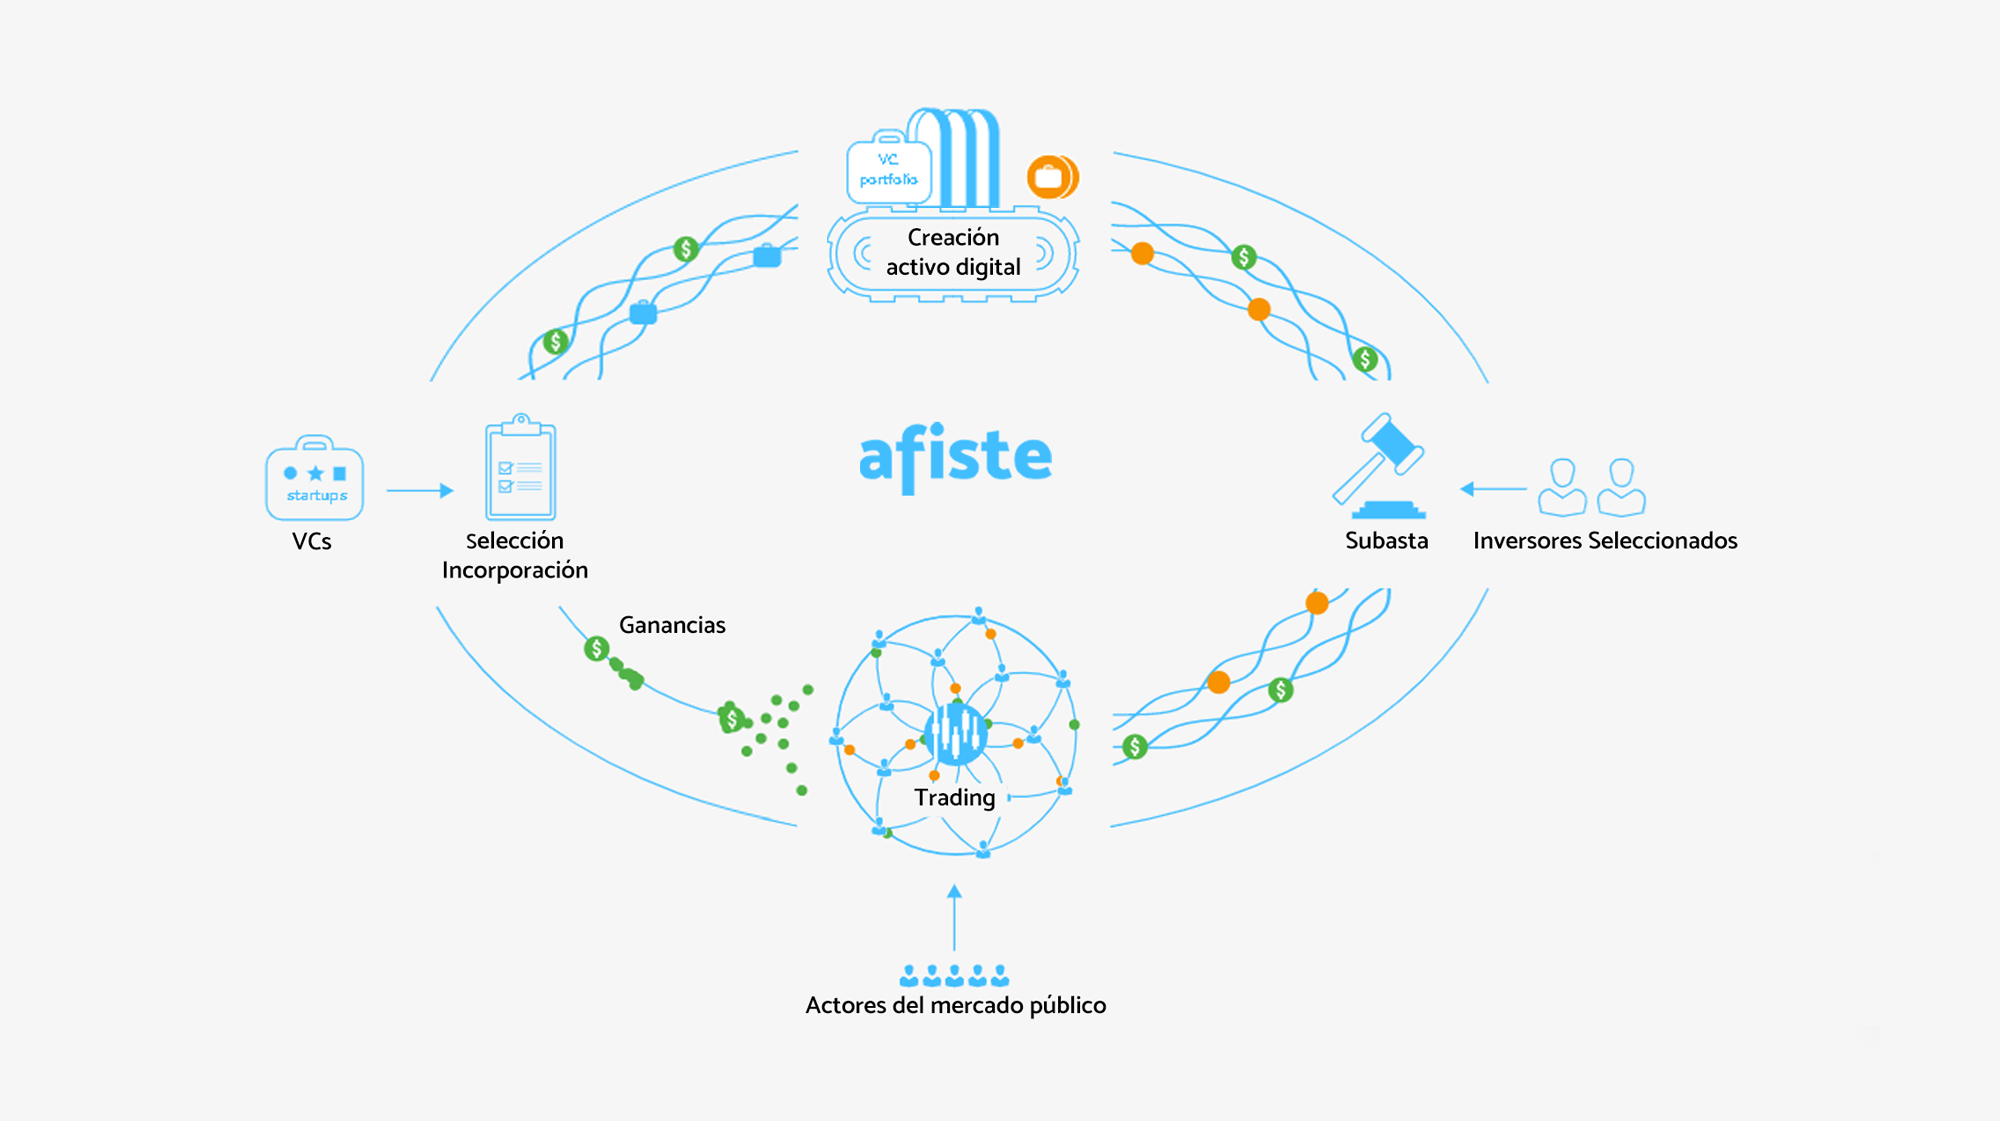 VC
portfolio
Creación
activo digital
afiste
startups
VCs
Selección
Incorporación
Subasta
Inversores Seleccionados
Ganancias
Trading
Actores del mercado público